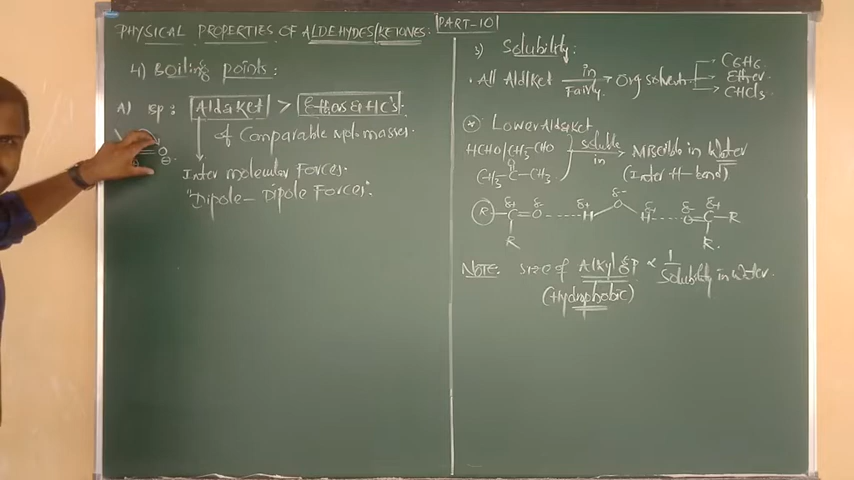 PHYSICAL PROPERTIES OF ALDEHYDES/KETONES:
PART-10
4) Boiling points:
A) BP: Ald&Ket > Ethers & HC's.
of Comparable Mol.masses.
C=O
Inter molecular Forces.
"Dipole- Dipole Forces".
5) Solubility:
• All Ald/Ket in Fairly → Org solvents
C6H6
Ether
CHCl3
* Lower Ald&Ket
HCHO/CH3CHO
CH3-C-CH3
O
soluble in → Miscible in Water
(Inter H-bond)
R-C=O ---- H O H ---- O=C-R
δ+ δ- δ+ δ- δ+ δ- δ+
R R
Note: Size of Alkyl gp ∝ 1/Solubility in water.
(Hydrophobic)